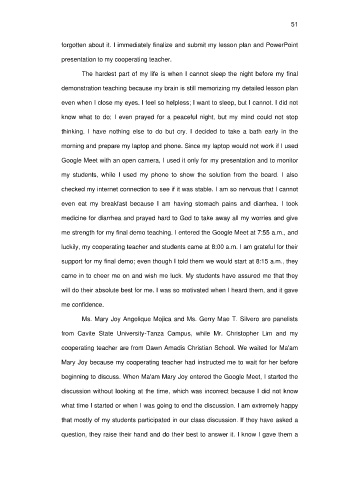 51
forgotten about it. I immediately finalize and submit my lesson plan and PowerPoint
presentation to my cooperating teacher.
The hardest part of my life is when I cannot sleep the night before my final
demonstration teaching because my brain is still memorizing my detailed lesson plan
even when I close my eyes. I feel so helpless; I want to sleep, but I cannot. I did not
know what to do; I even prayed for a peaceful night, but my mind could not stop
thinking. I have nothing else to do but cry. I decided to take a bath early in the
morning and prepare my laptop and phone. Since my laptop would not work if I used
Google Meet with an open camera, I used it only for my presentation and to monitor
my students, while I used my phone to show the solution from the board. I also
checked my internet connection to see if it was stable. I am so nervous that I cannot
even eat my breakfast because I am having stomach pains and diarrhea. I took
medicine for diarrhea and prayed hard to God to take away all my worries and give
me strength for my final demo teaching. I entered the Google Meet at 7:55 a.m., and
luckily, my cooperating teacher and students came at 8:00 a.m. I am grateful for their
support for my final demo; even though I told them we would start at 8:15 a.m., they
came in to cheer me on and wish me luck. My students have assured me that they
will do their absolute best for me. I was so motivated when I heard them, and it gave
me confidence.
Ms. Mary Joy Angelique Mojica and Ms. Gerry Mae T. Silvero are panelists
from Cavite State University-Tanza Campus, while Mr. Christopher Lim and my
cooperating teacher are from Dawn Amadis Christian School. We waited for Ma'am
Mary Joy because my cooperating teacher had instructed me to wait for her before
beginning to discuss. When Ma'am Mary Joy entered the Google Meet, I started the
discussion without looking at the time, which was incorrect because I did not know
what time I started or when I was going to end the discussion. I am extremely happy
that mostly of my students participated in our class discussion. If they have asked a
question, they raise their hand and do their best to answer it. I know I gave them a